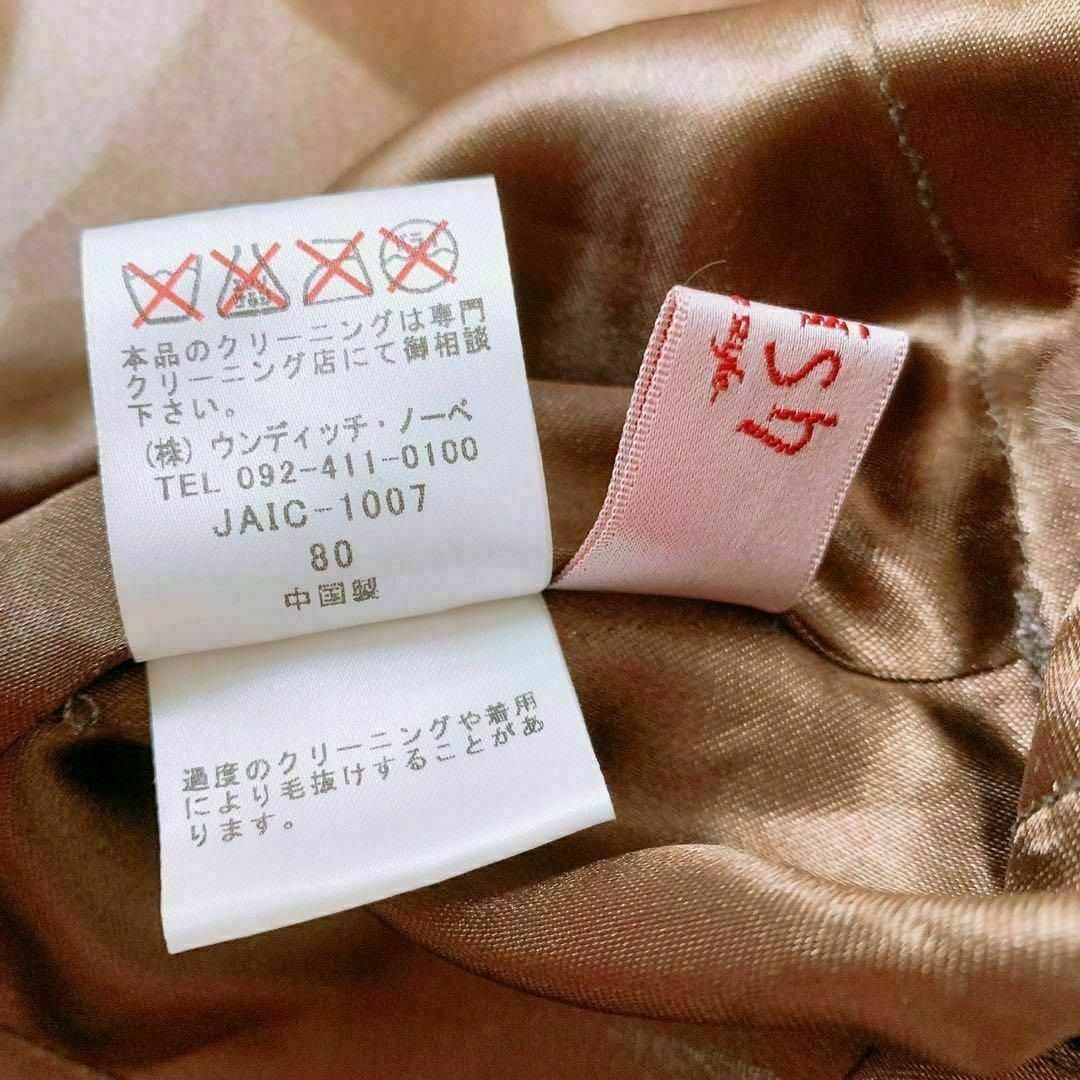 本品のクリーニングは専門
クリーニング店にて御相談
下さい。
(株) ウンディッチ・ノーベ
TEL 092-411-0100
JAIC-1007
80
中国製
過度のクリーニングや着用
により毛抜けすることがあ
ります。
Style